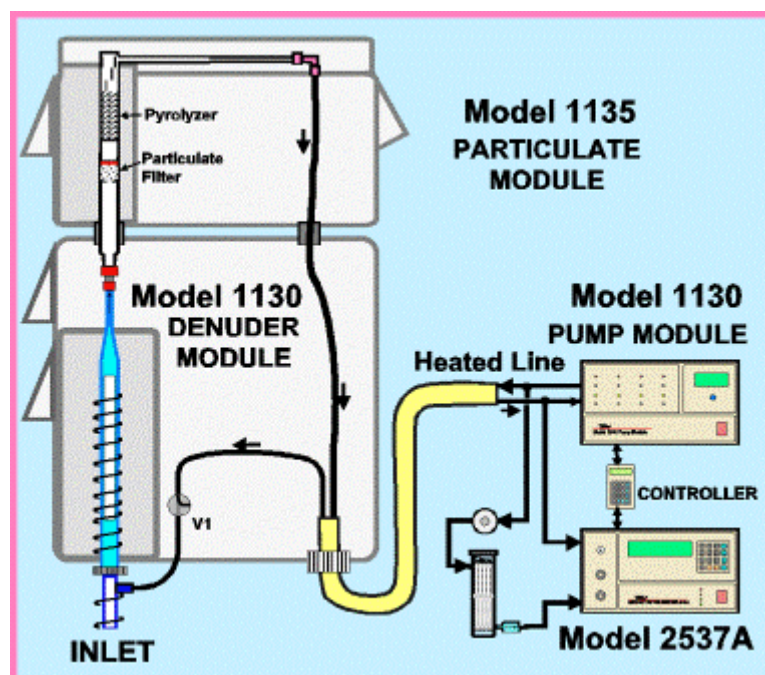 Pyrolyzer
Particulate
Filter
Model 1135
PARTICULATE
MODULE
Model 1130
DENUDER
MODULE
Model 1130
PUMP MODULE
Heated Line
CONTROLLER
V1
INLET
Model 2537A